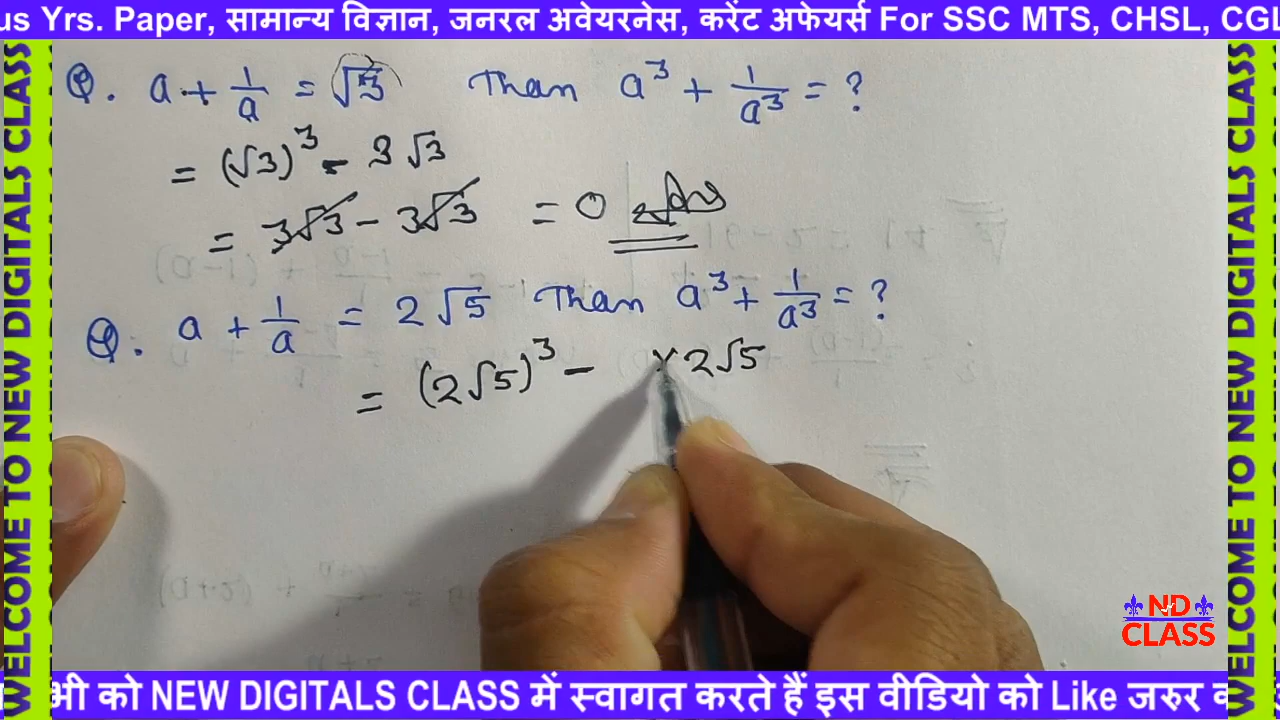 us Yrs. Paper, सामान्य विज्ञान, जनरल अवेयरनेस, करेंट अफेयर्स For SSC MTS, CHSL, CGL
Q. a + 1/a = √3 Than a³ + 1/a³ = ?
= (√3)³ - 3√3
= 3√3 - 3√3 = 0 Ans
Q. a + 1/a = 2√5 Than a³ + 1/a³ = ?
= (2√5)³ - × 2√5
WELCOME TO NEW DIGITALS CLASS
WELCOME TO NEW DIGITALS CLASS
ND
CLASS
भी को NEW DIGITALS CLASS में स्वागत करते हैं इस वीडियो को Like जरुर